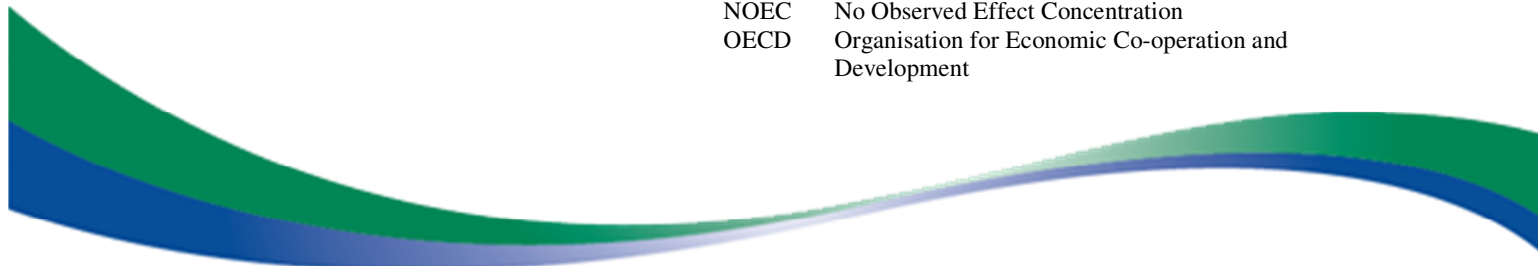 NOEC No Observed Effect Concentration
OECD Organisation for Economic Co-operation and
Development